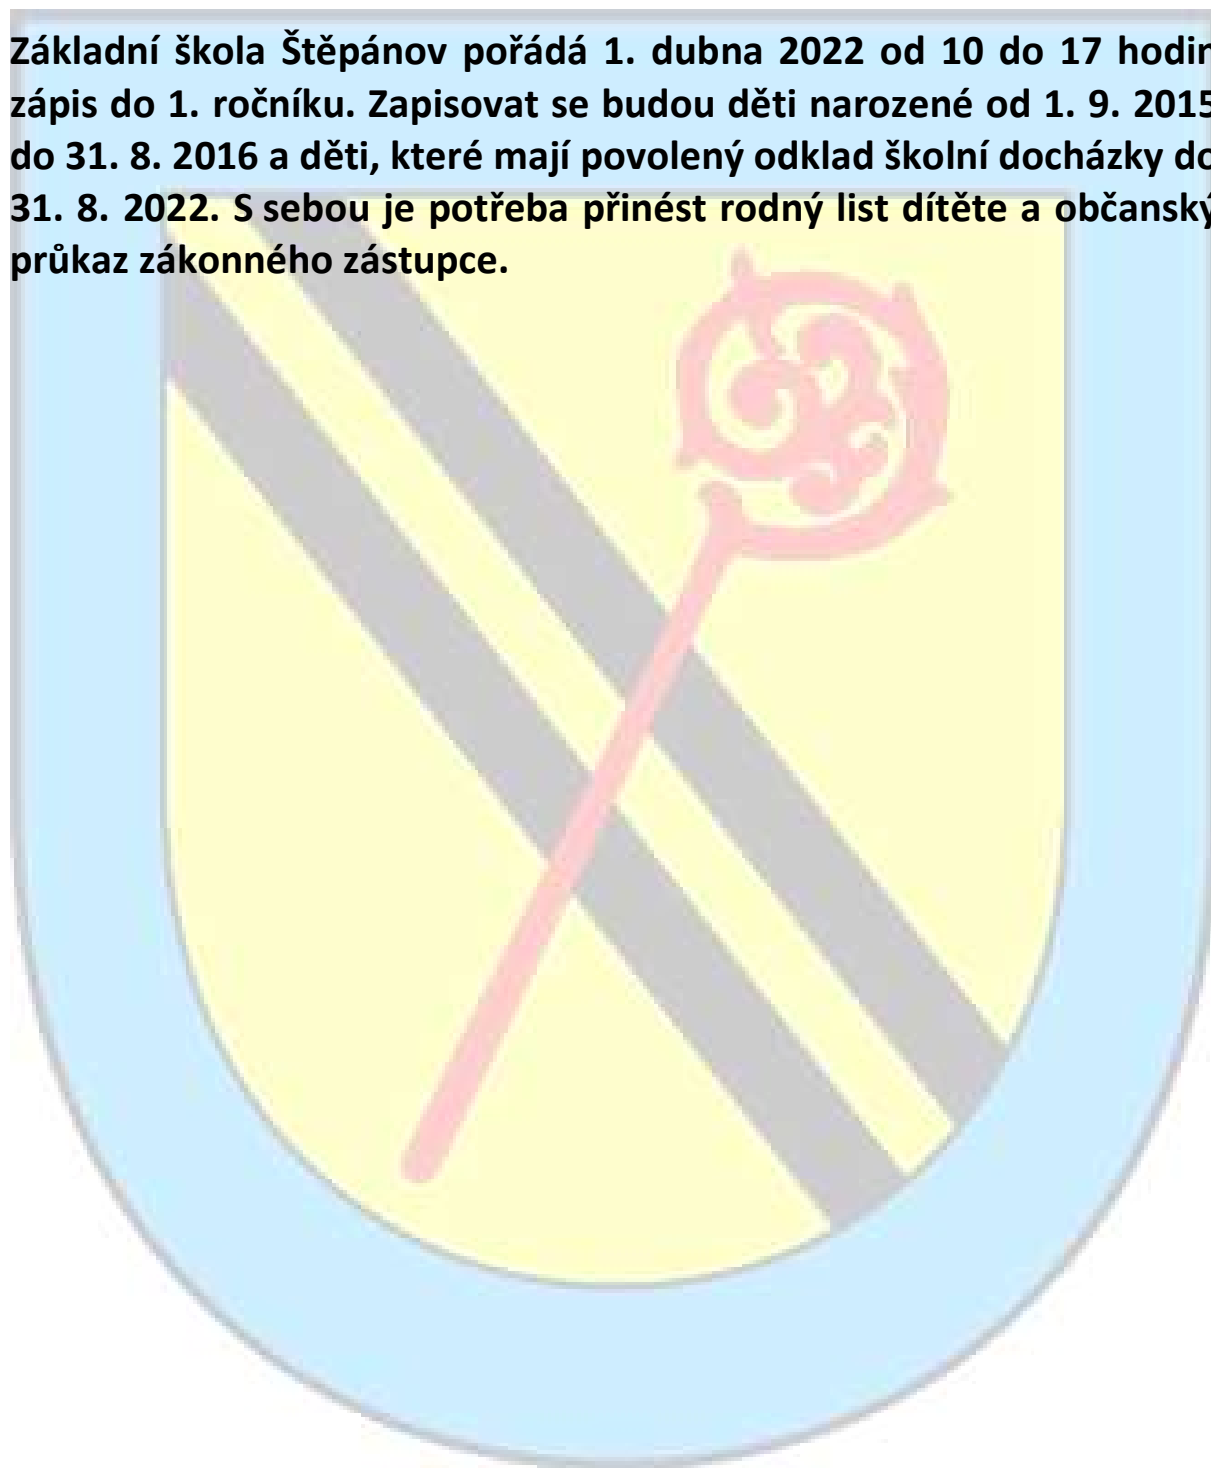 Základní škola Štěpánov pořádá 1. dubna 2022 od 10 do 17 hodin
zápis do 1. ročníku. Zapisovat se budou děti narozené od 1. 9. 2015
do 31. 8. 2016 a děti, které mají povolený odklad školní docházky do
31. 8. 2022. S sebou je potřeba přinést rodný list dítěte a občanský
průkaz zákonného zástupce.